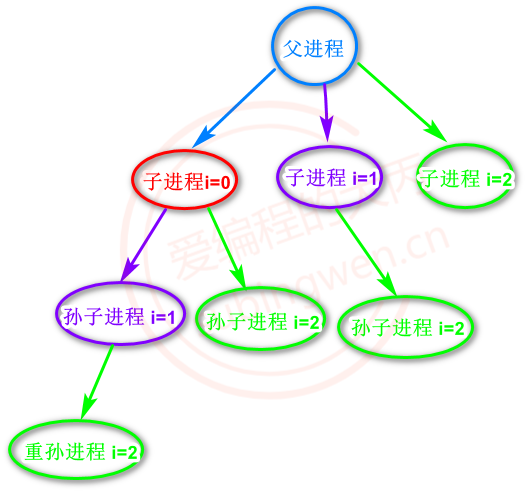 父进程
子进程i=0
子进程 i=1
子进程 i=2
孙子进程 i=1
孙子进程 i=2
孙子进程 i=2
重孙进程 i=2
爱编程的大丙